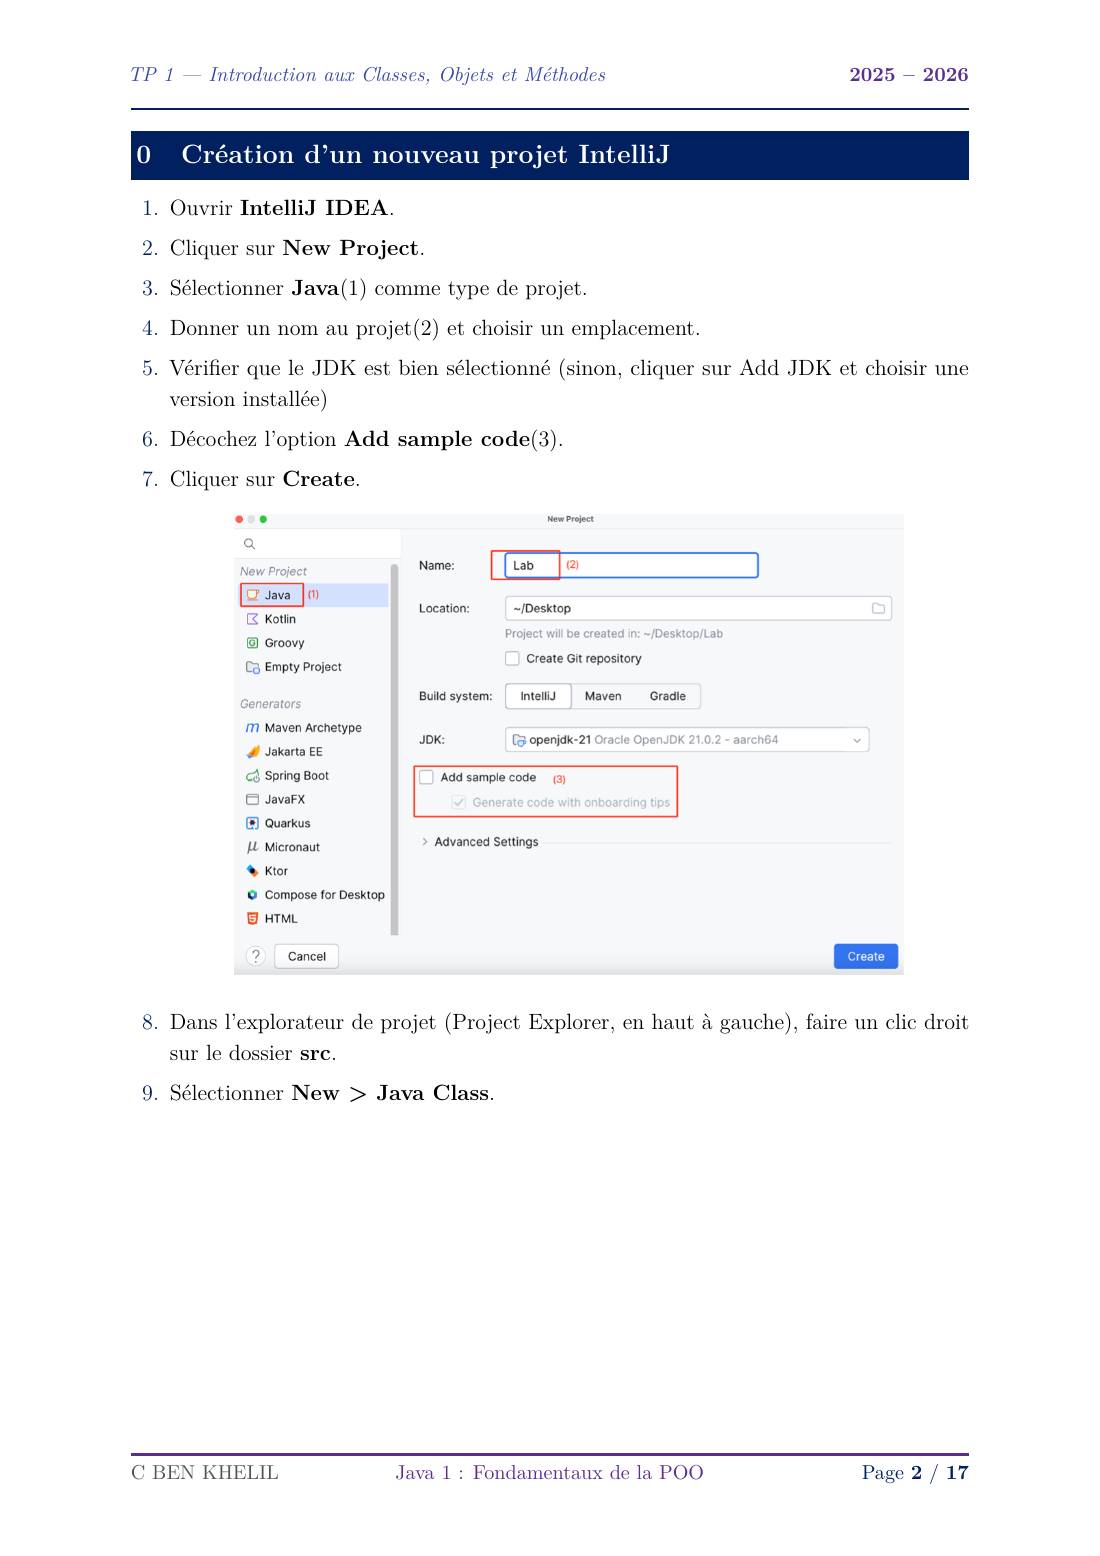 TP 1 — Introduction aux Classes, Objets et Méthodes 2025 – 2026
0 Création d'un nouveau projet IntelliJ
1. Ouvrir IntelliJ IDEA.
2. Cliquer sur New Project.
3. Sélectionner Java(1) comme type de projet.
4. Donner un nom au projet(2) et choisir un emplacement.
5. Vérifier que le JDK est bien sélectionné (sinon, cliquer sur Add JDK et choisir une
version installée)
6. Décochez l'option Add sample code(3).
7. Cliquer sur Create.
New Project
New Project
Java (1)
Kotlin
Groovy
Empty Project
Generators
Maven Archetype
Jakarta EE
Spring Boot
JavaFX
Quarkus
Micronaut
Ktor
Compose for Desktop
HTML
Name: Lab (2)
Location: ~/Desktop
Project will be created in: ~/Desktop/Lab
Create Git repository
Build system: IntelliJ Maven Gradle
JDK: openjdk-21 Oracle OpenJDK 21.0.2 - aarch64
Add sample code (3)
Generate code with onboarding tips
Advanced Settings
? Cancel Create
8. Dans l'explorateur de projet (Project Explorer, en haut à gauche), faire un clic droit
sur le dossier src.
9. Sélectionner New > Java Class.
C BEN KHELIL Java 1 : Fondamentaux de la POO Page 2 / 17